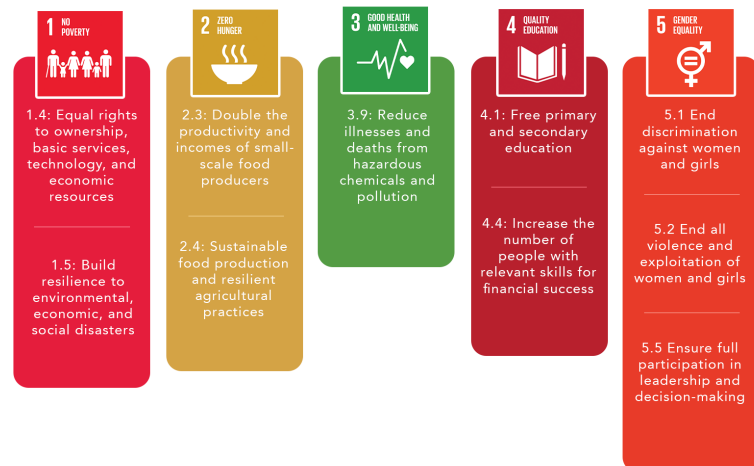 1 NO
POVERTY
1.4: Equal rights
to ownership,
basic services,
technology, and
economic
resources
1.5: Build
resilience to
environmental,
economic, and
social disasters
2 ZERO
HUNGER
2.3: Double the
productivity and
incomes of small-
scale food
producers
2.4: Sustainable
food production
and resilient
agricultural
practices
3 GOOD HEALTH
AND WELL-BEING
3.9: Reduce
illnesses and
deaths from
hazardous
chemicals and
pollution
4 QUALITY
EDUCATION
4.1: Free primary
and secondary
education
4.4: Increase the
number of
people with
relevant skills for
financial success
5 GENDER
EQUALITY
5.1 End
discrimination
against women
and girls
5.2 End all
violence and
exploitation of
women and girls
5.5 Ensure full
participation in
leadership and
decision-making